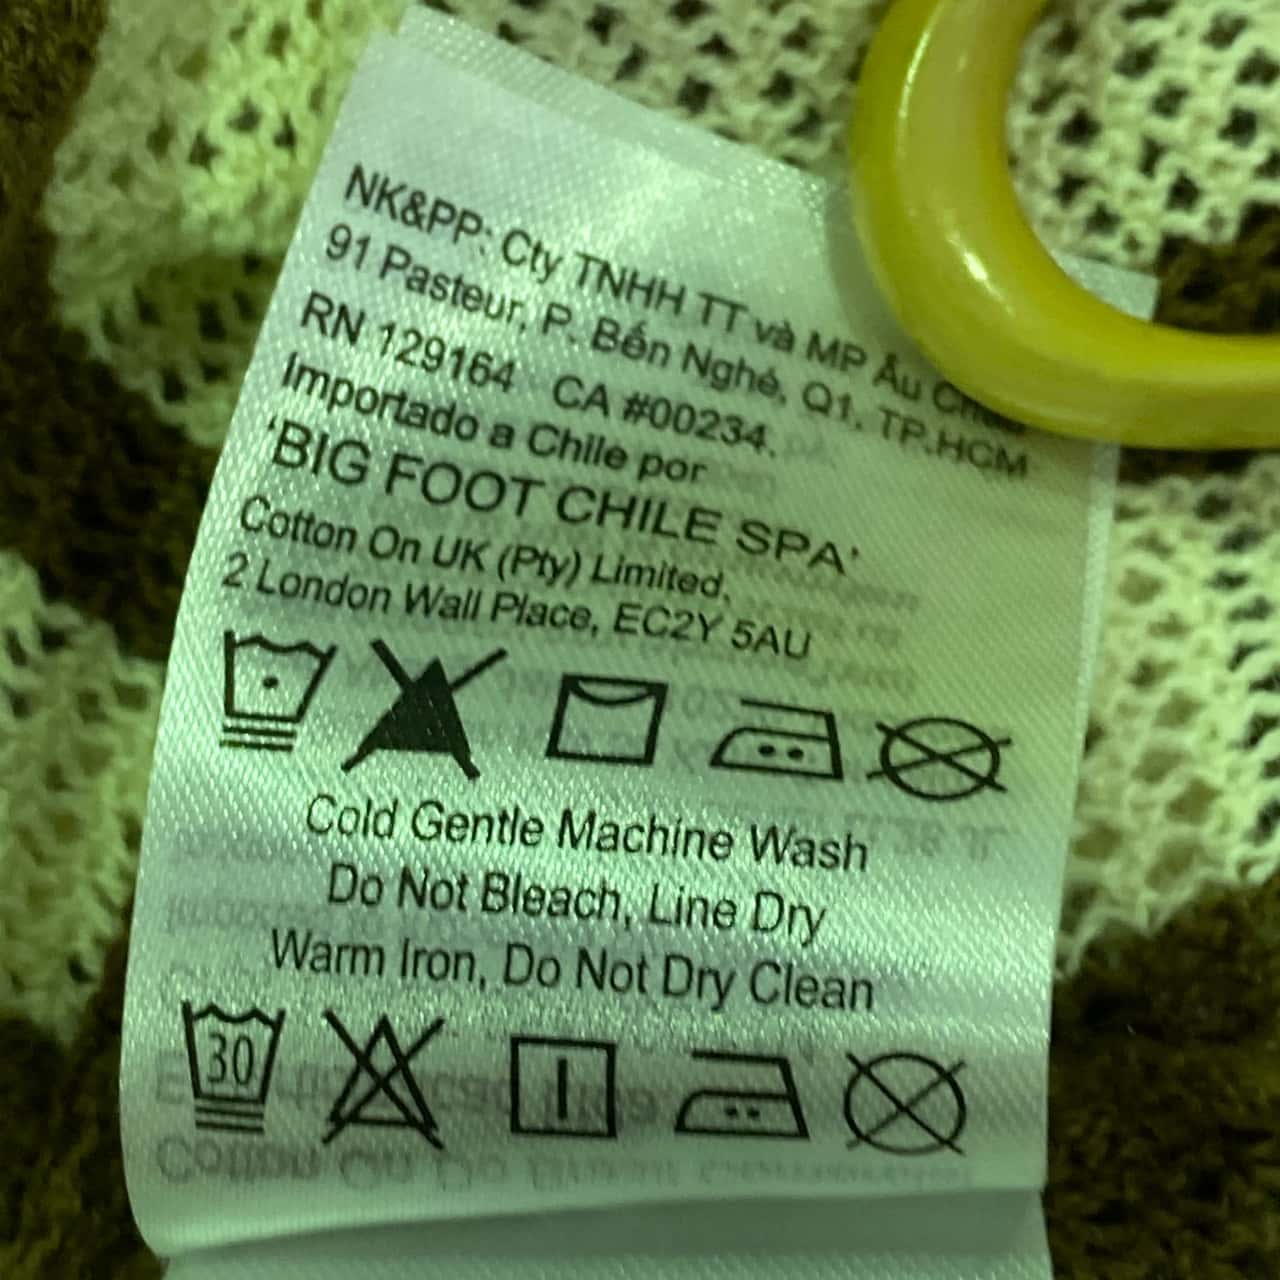 NK&PP: Cty TNHH TT và MP Âu
91 Pasteur, P. Bến Nghé, Q1, TP.HCM
RN 129164 CA #00234.
Importado a Chile por
'BIG FOOT CHILE SPA'
Cotton On UK (Pty) Limited,
2 London Wall Place, EC2Y 5AU
Cold Gentle Machine Wash
Do Not Bleach, Line Dry
Warm Iron, Do Not Dry Clean
30